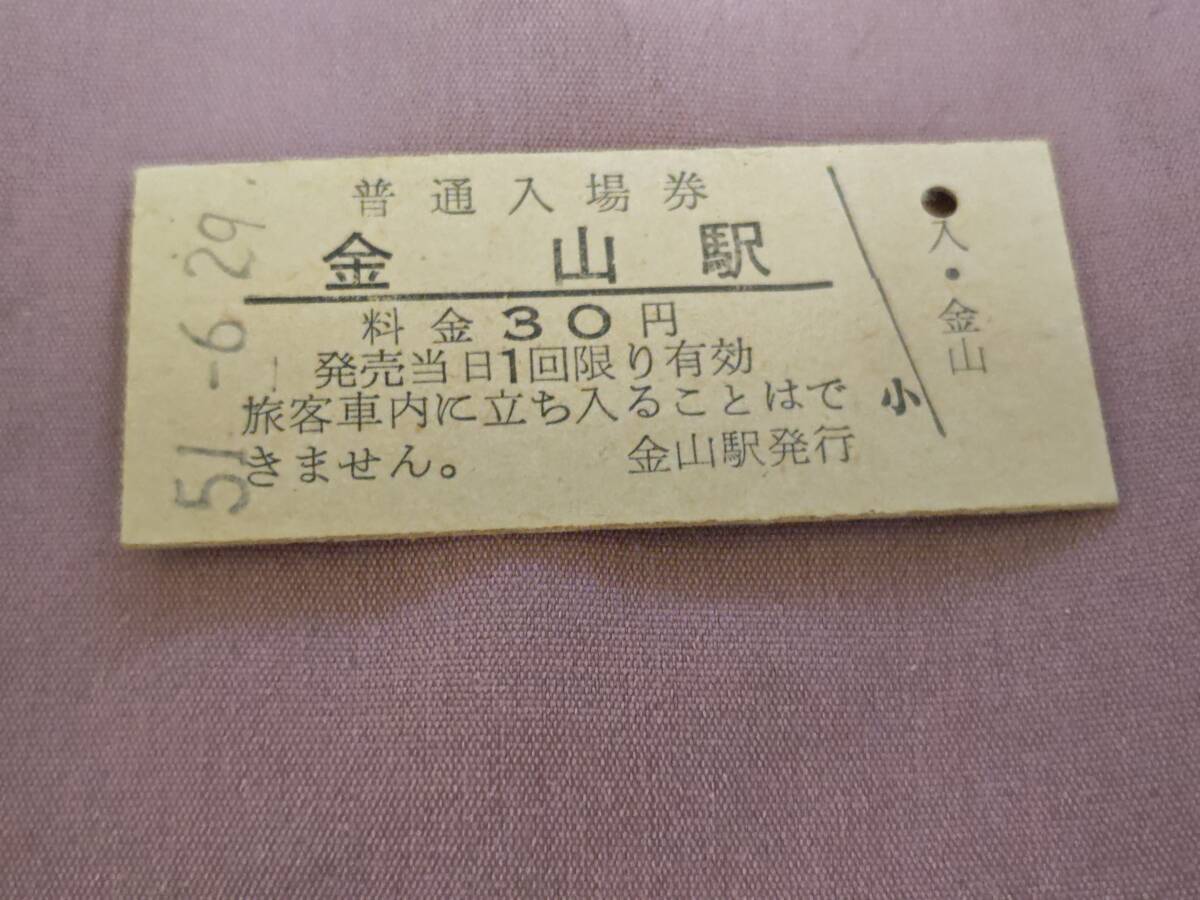 普通入場券
金山駅
料金30円
発売当日1回限り有効
旅客車内に立ち入ることはで
きません。 金山駅発行
51.-6.29.
小
入・金山